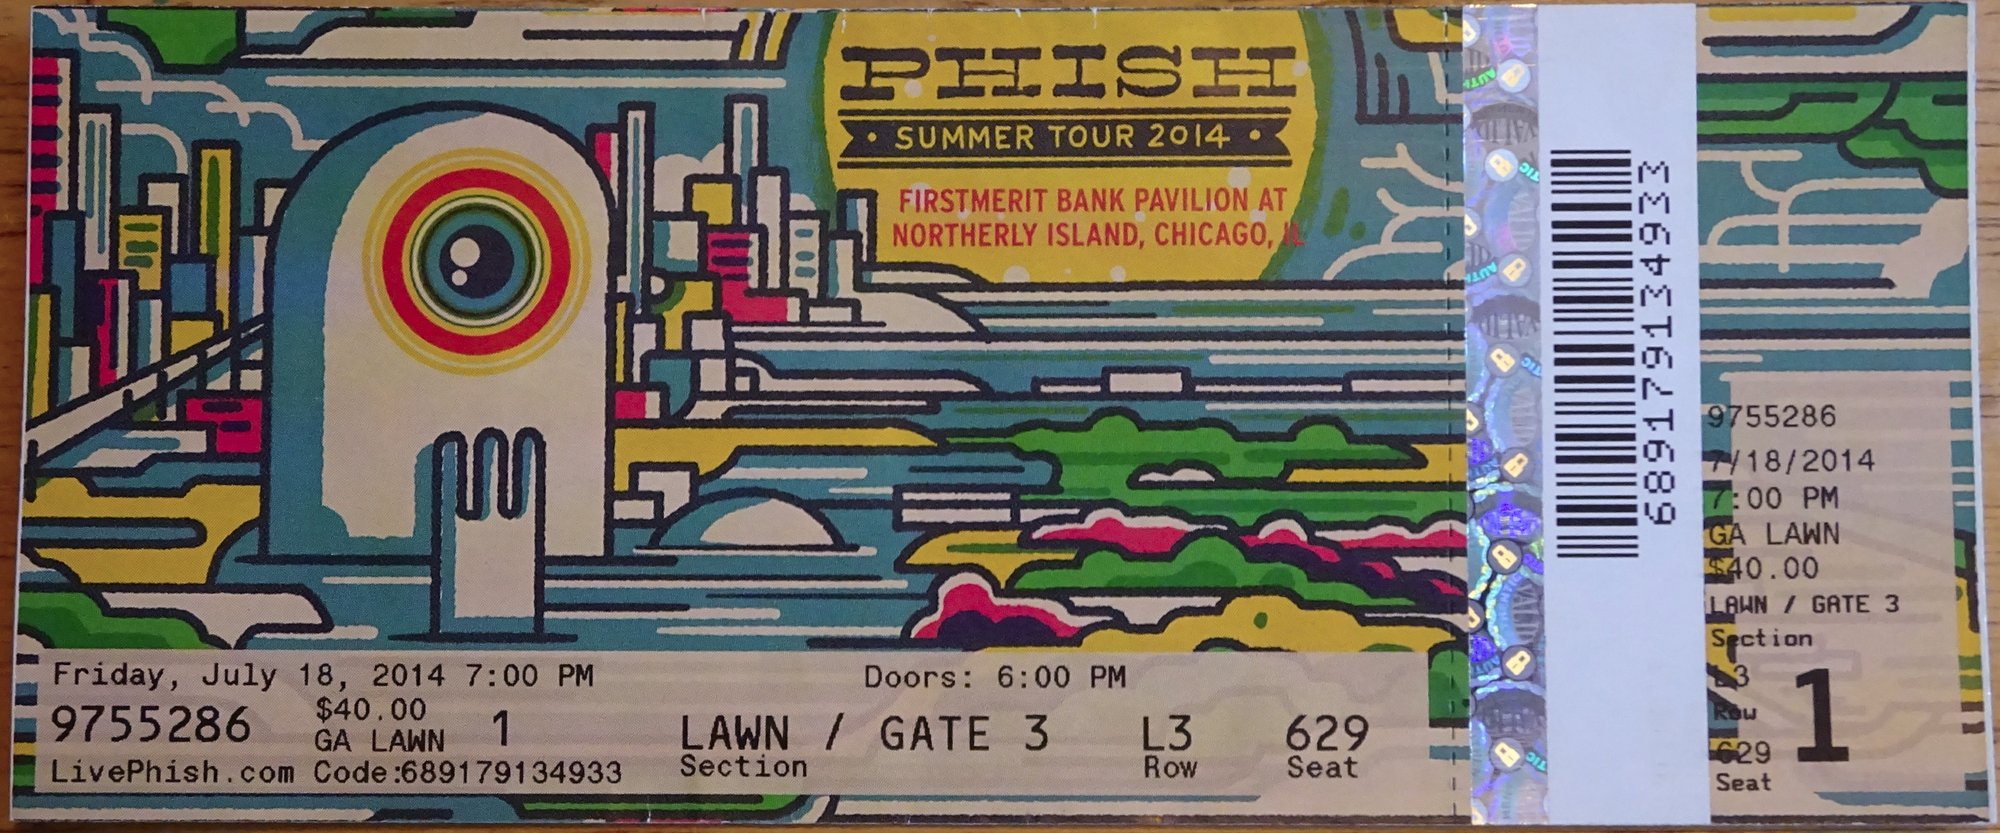 PHISH
• SUMMER TOUR 2014 •
FIRSTMERIT BANK PAVILION AT
NORTHERLY ISLAND, CHICAGO, IL
Friday, July 18, 2014 7:00 PM
Doors: 6:00 PM
9755286
$40.00
GA LAWN
1
LAWN / GATE 3
Section
L3
Row
629
Seat
LivePhish.com Code:689179134933
689179134933
9755286
7/18/2014
7:00 PM
GA LAWN
$40.00
LAWN / GATE 3
Section
L3
Row
629
Seat
1